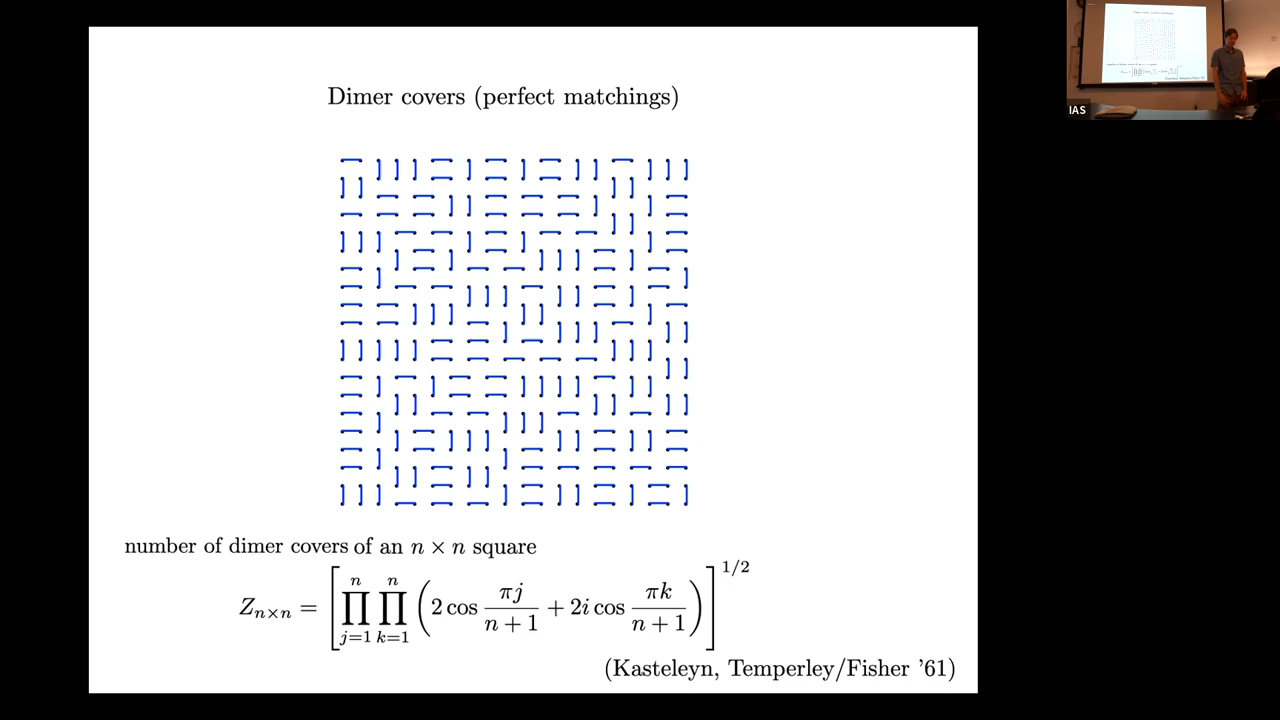 Dimer covers (perfect matchings)
IAS
number of dimer covers of an n × n square
Z_{n×n} = [∏_{j=1}^{n} ∏_{k=1}^{n} (2 cos πj/(n + 1) + 2i cos πk/(n + 1))]^{1/2}
(Kasteleyn, Temperley/Fisher '61)